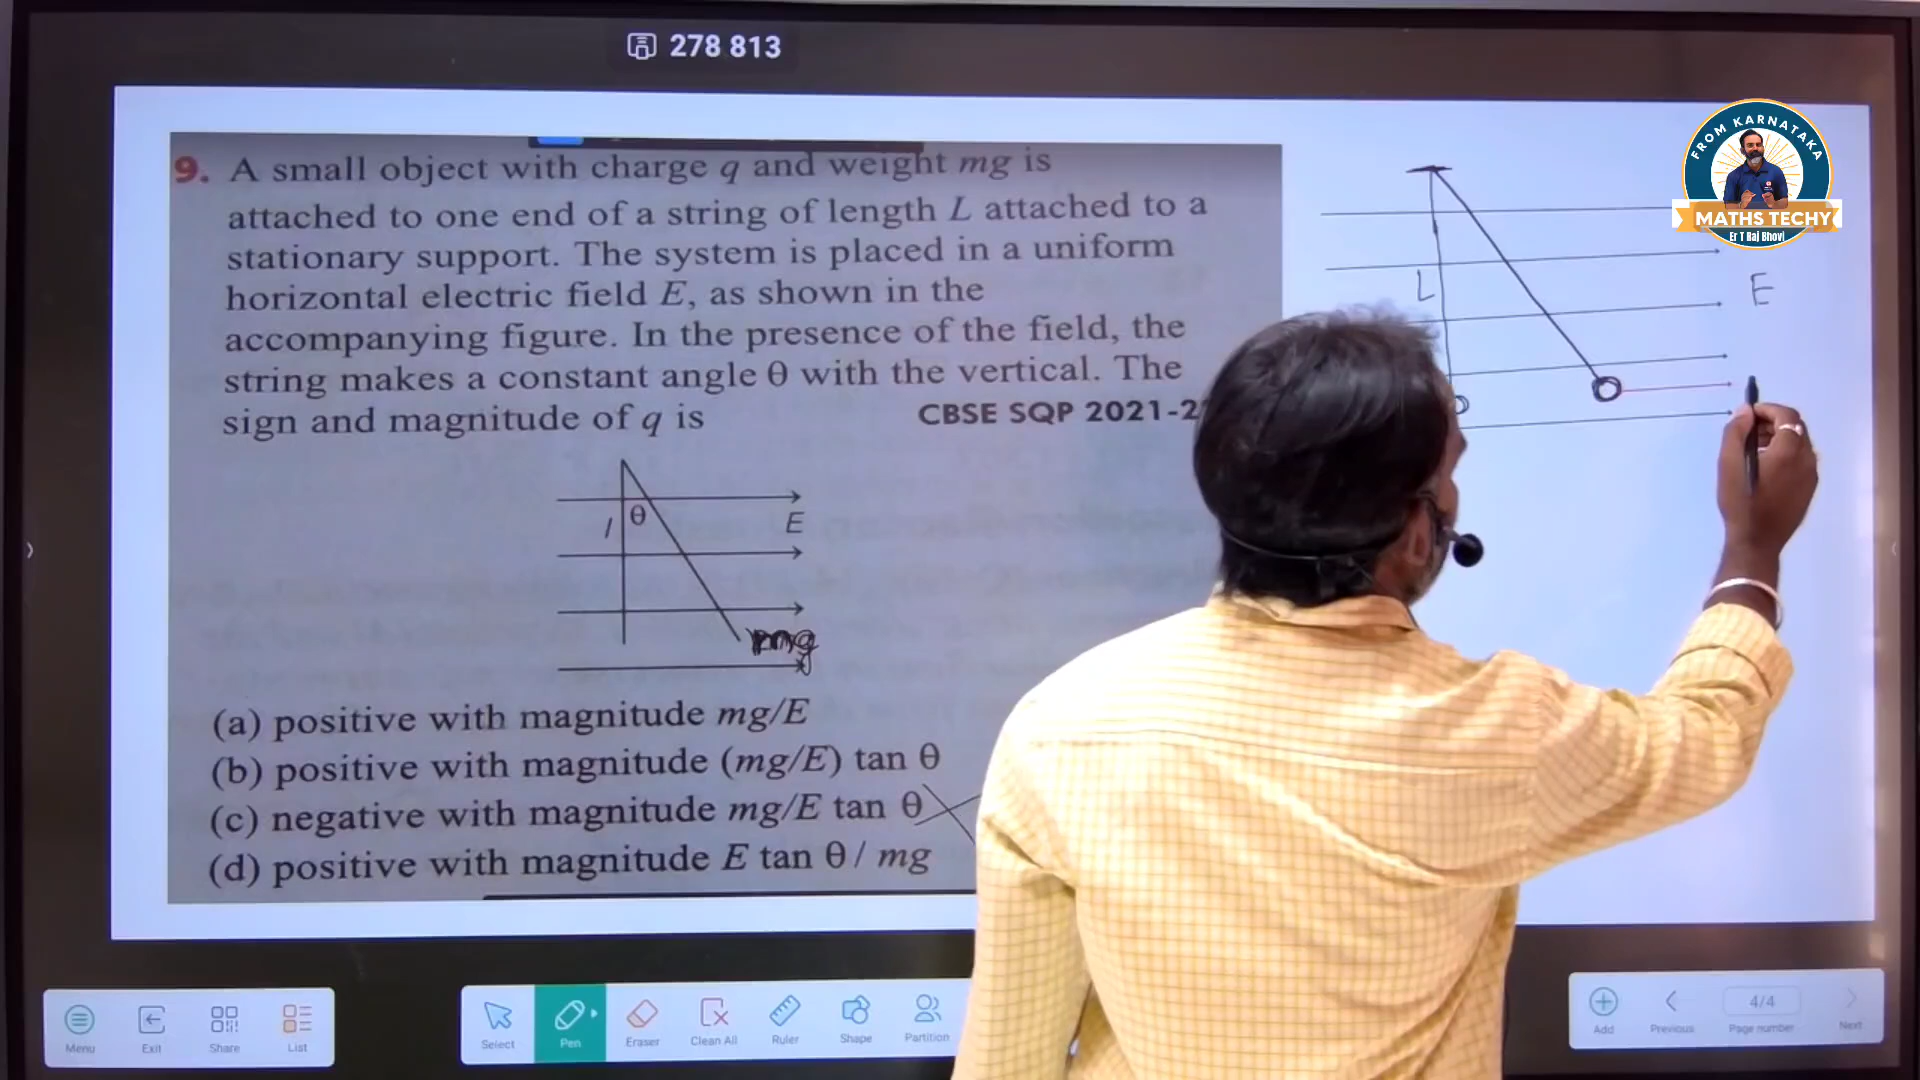 278 813
9. A small object with charge q and weight mg is
attached to one end of a string of length L attached to a
stationary support. The system is placed in a uniform
horizontal electric field E, as shown in the
accompanying figure. In the presence of the field, the
string makes a constant angle θ with the vertical. The
sign and magnitude of q is
CBSE SQP 2021-2
l
θ
E
mg
(a) positive with magnitude mg/E
(b) positive with magnitude (mg/E) tan θ
(c) negative with magnitude mg/E tan θ
(d) positive with magnitude E tan θ / mg
L
E
FROM KARNATAKA
MATHS TECHY
Er T Raj Bhovi
Menu
Exit
Share
List
Select
Pen
Eraser
Clean All
Ruler
Shape
Partition
Add
Previous
4/4
Page number
Next